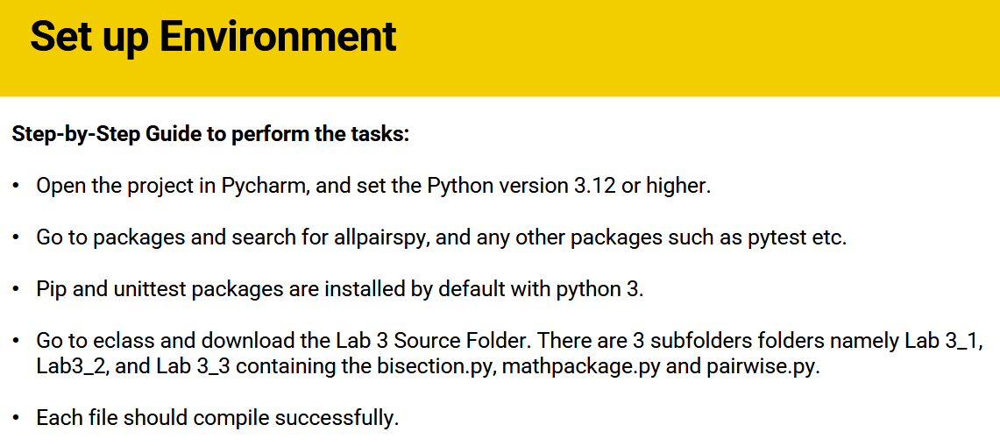 Set up Environment
Step-by-Step Guide to perform the tasks:
• Open the project in Pycharm, and set the Python version 3.12 or higher.
• Go to packages and search for allpairspy, and any other packages such as pytest etc.
• Pip and unittest packages are installed by default with python 3.
• Go to eclass and download the Lab 3 Source Folder. There are 3 subfolders folders namely Lab 3_1,
Lab3_2, and Lab 3_3 containing the bisection.py, mathpackage.py and pairwise.py.
• Each file should compile successfully.